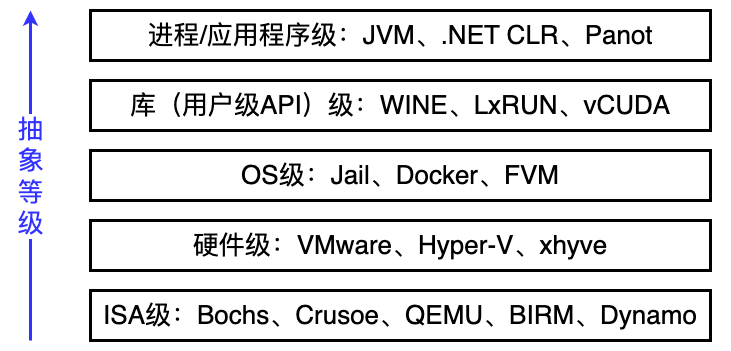 进程/应用程序级：JVM、.NET CLR、Panot
库（用户级API）级：WINE、LxRUN、vCUDA
OS级：Jail、Docker、FVM
硬件级：VMware、Hyper-V、xhyve
ISA级：Bochs、Crusoe、QEMU、BIRM、Dynamo
抽象等级